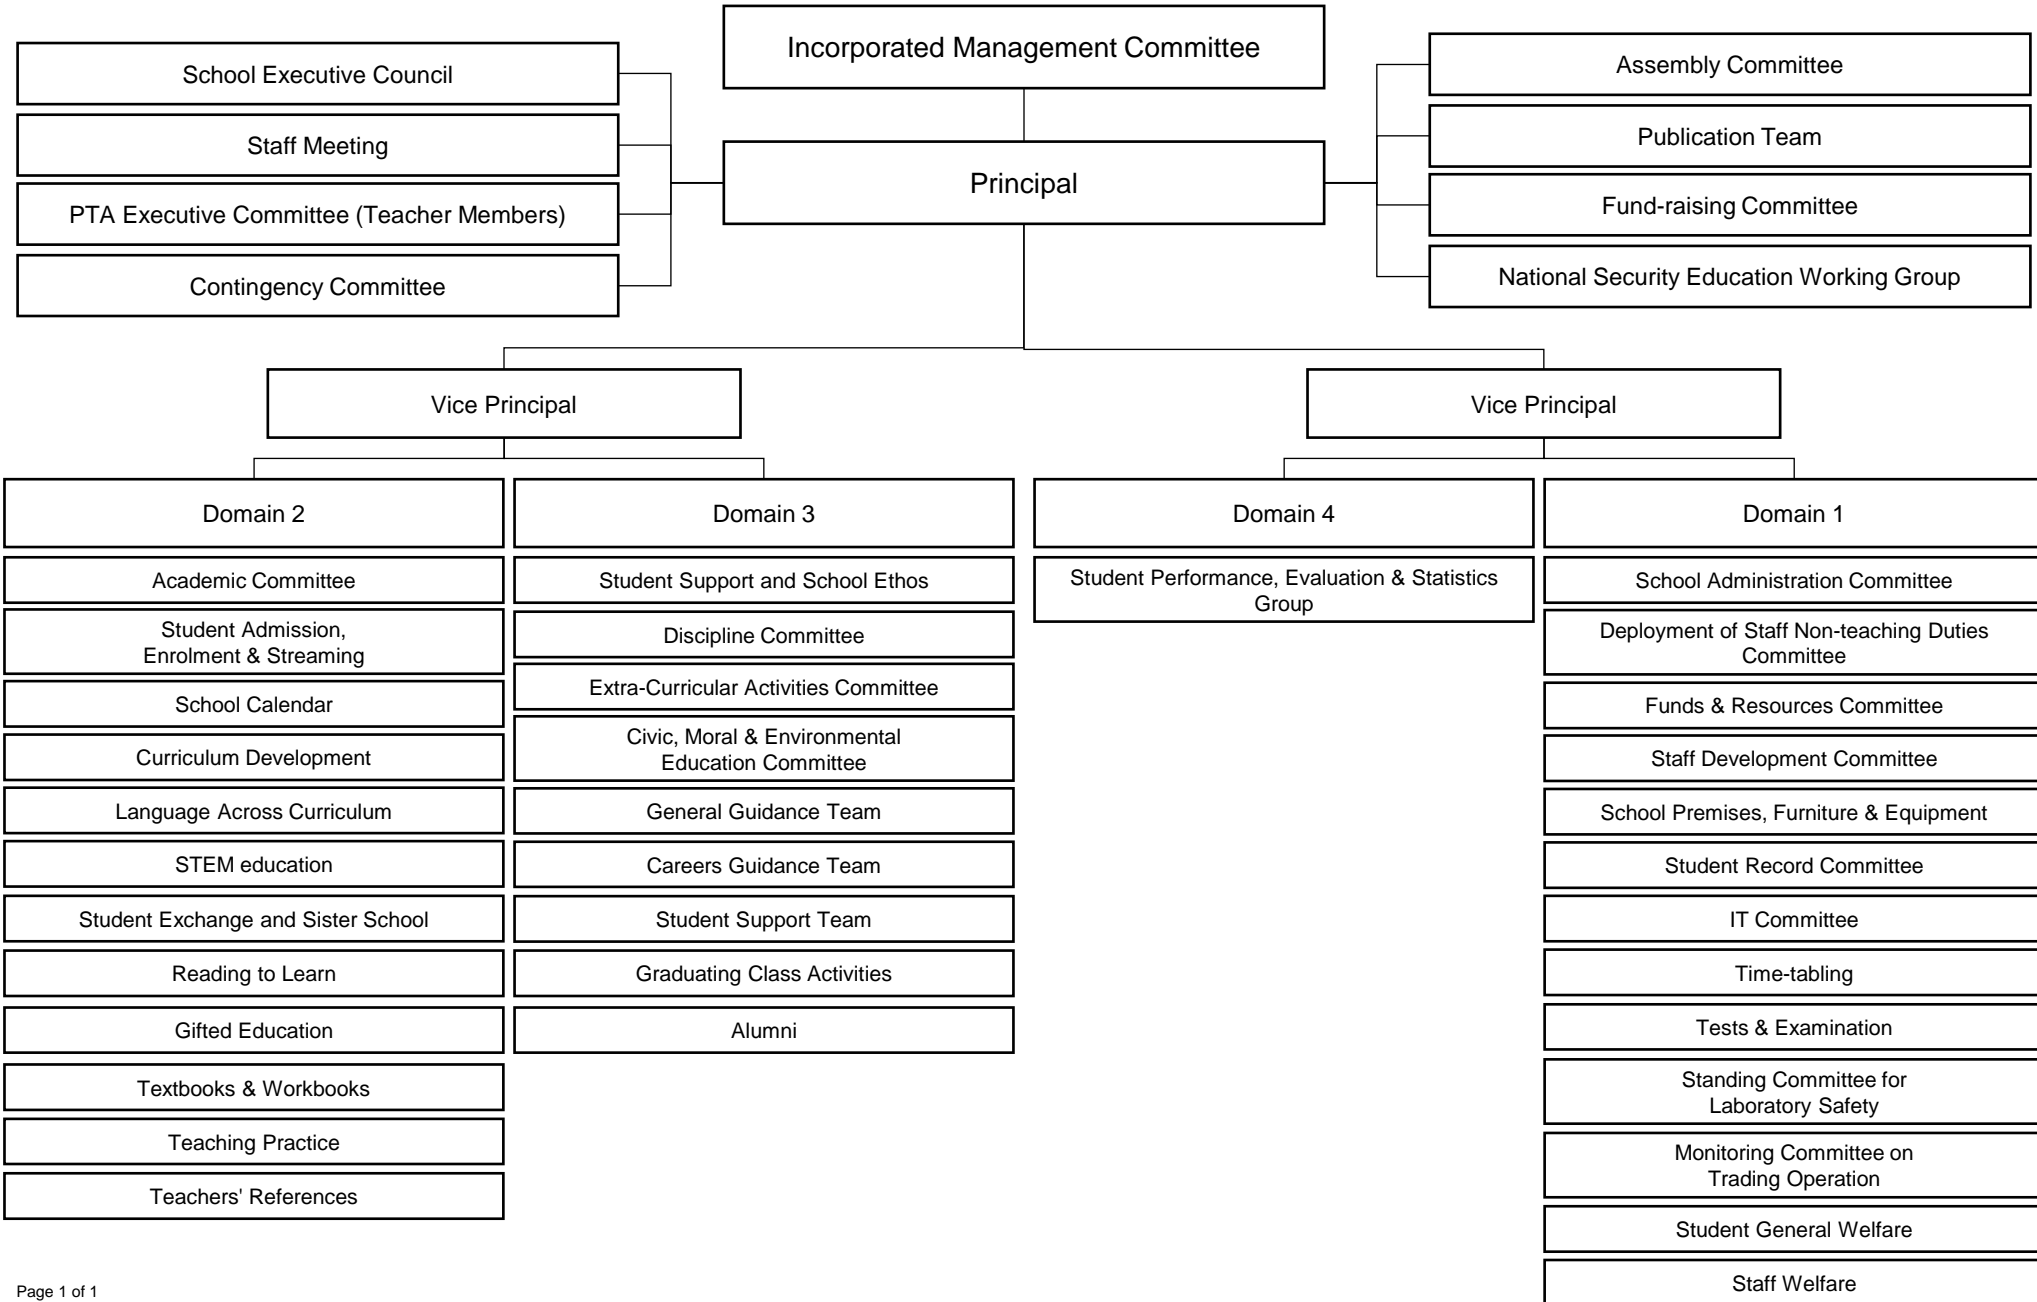 Incorporated Management Committee
School Executive Council
Staff Meeting
PTA Executive Committee (Teacher Members)
Contingency Committee
Principal
Assembly Committee
Publication Team
Fund-raising Committee
National Security Education Working Group
Vice Principal
Vice Principal
Domain 2
Academic Committee
Student Admission,
Enrolment & Streaming
School Calendar
Curriculum Development
Language Across Curriculum
STEM education
Student Exchange and Sister School
Reading to Learn
Gifted Education
Textbooks & Workbooks
Teaching Practice
Teachers' References
Domain 3
Student Support and School Ethos
Discipline Committee
Extra-Curricular Activities Committee
Civic, Moral & Environmental
Education Committee
General Guidance Team
Careers Guidance Team
Student Support Team
Graduating Class Activities
Alumni
Domain 4
Student Performance, Evaluation & Statistics
Group
Domain 1
School Administration Committee
Deployment of Staff Non-teaching Duties
Committee
Funds & Resources Committee
Staff Development Committee
School Premises, Furniture & Equipment
Student Record Committee
IT Committee
Time-tabling
Tests & Examination
Standing Committee for
Laboratory Safety
Monitoring Committee on
Trading Operation
Student General Welfare
Staff Welfare
Page 1 of 1